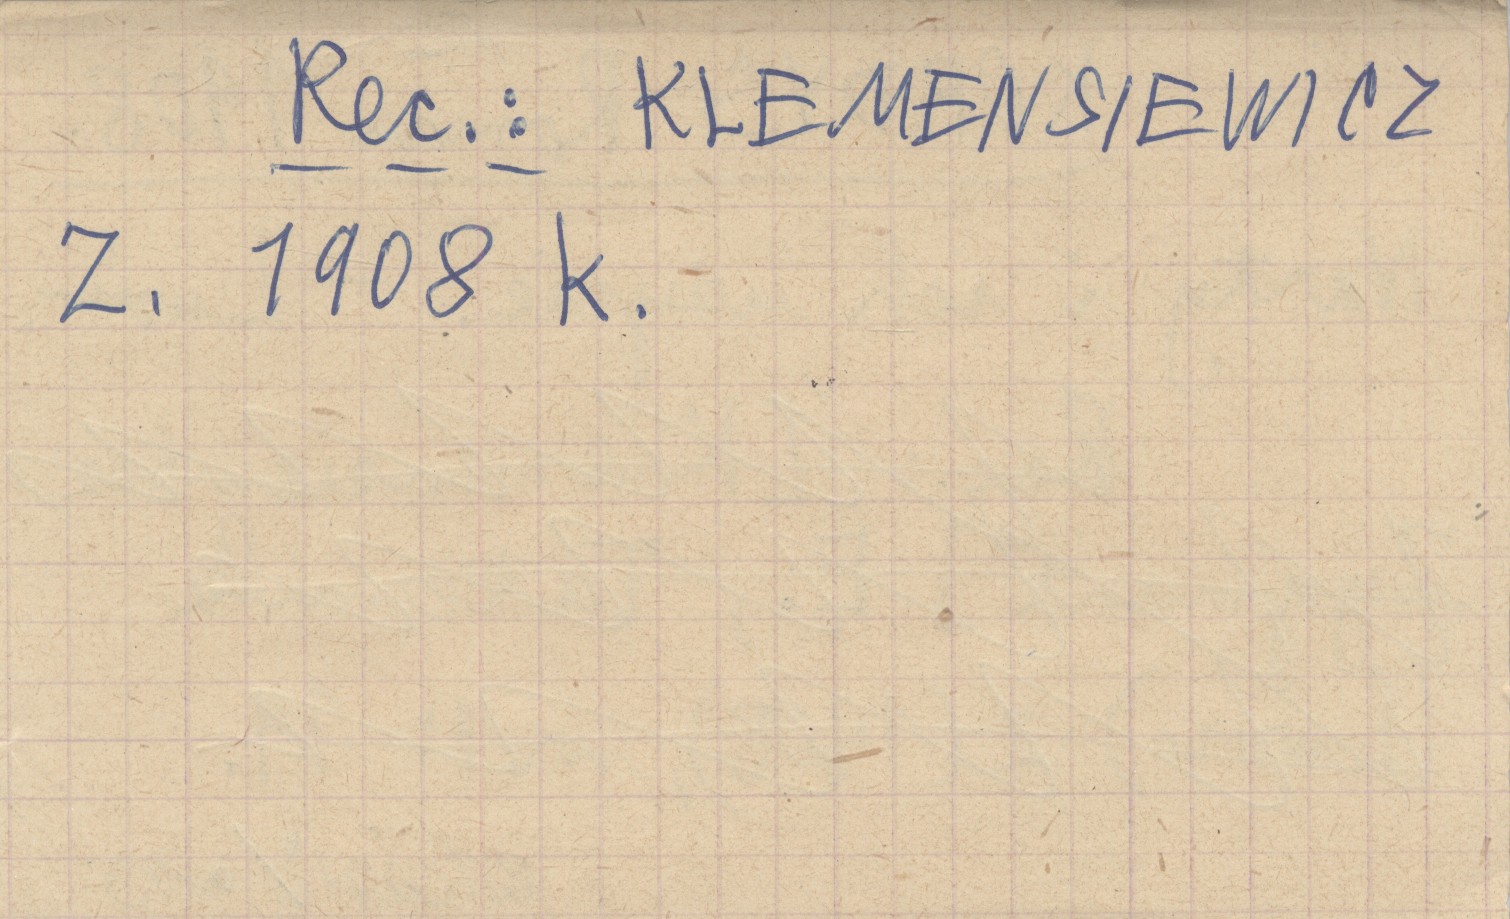 Rec.: KLEMENSIEWICZ
Z. 1908 k.